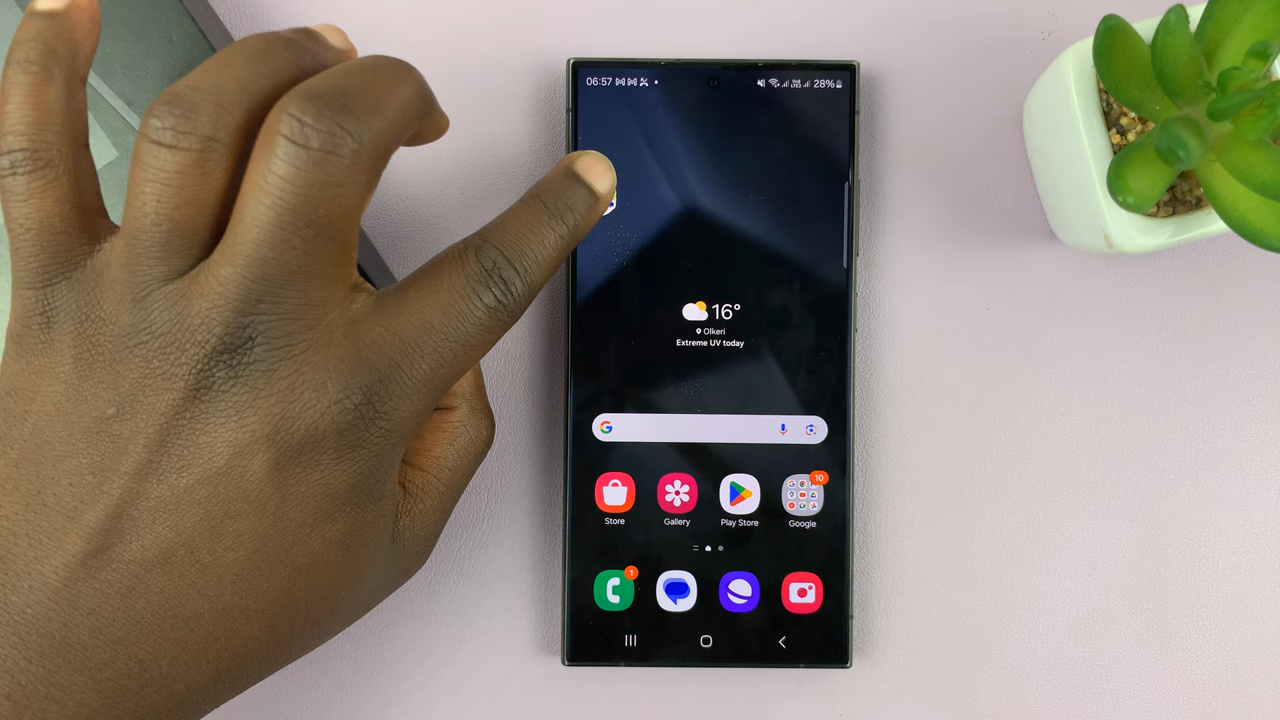 06:57
28%
16°
Olkeri
Extreme UV today
10
Store
Gallery
Play Store
Google
1